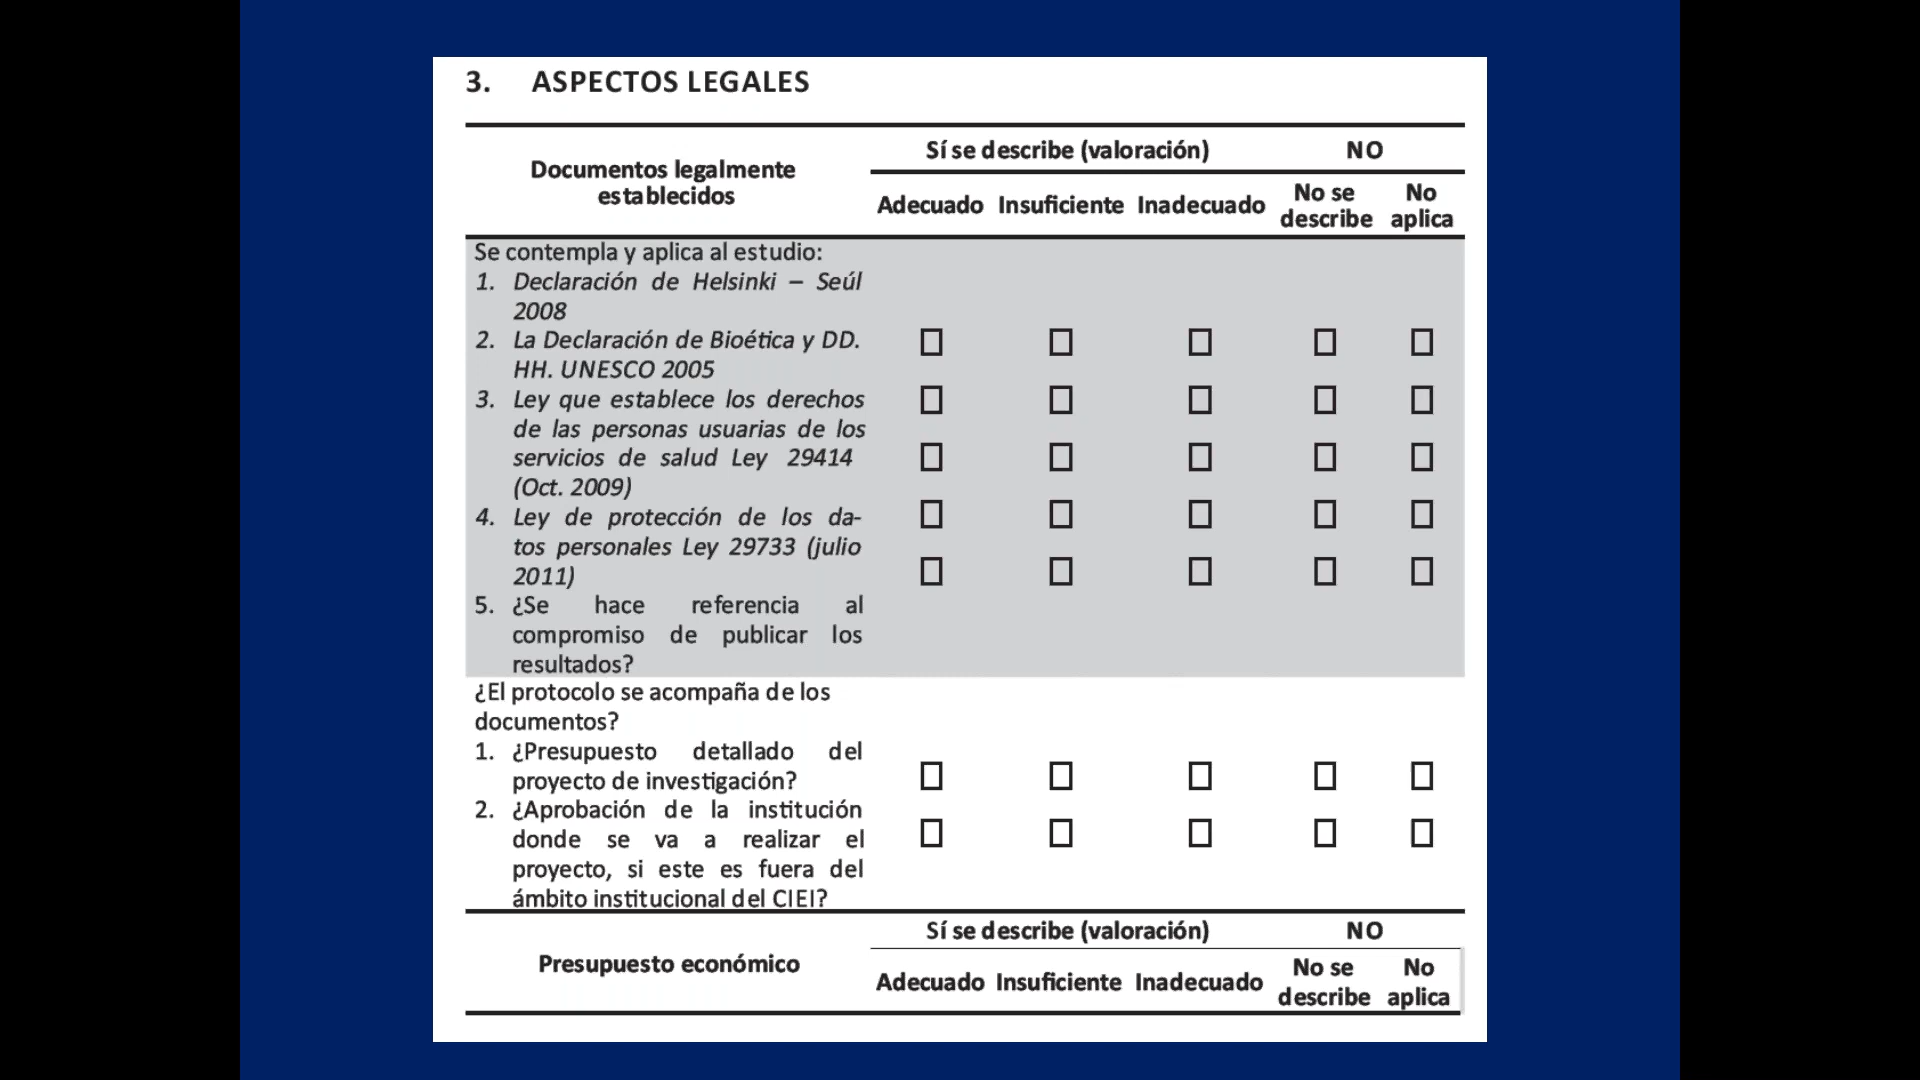 3. ASPECTOS LEGALES
Documentos legalmente
establecidos
Sí se describe (valoración) NO
Adecuado Insuficiente Inadecuado No se
describe No
aplica
Se contempla y aplica al estudio:
1. Declaración de Helsinki – Seúl
2008
2. La Declaración de Bioética y DD.
HH. UNESCO 2005
3. Ley que establece los derechos
de las personas usuarias de los
servicios de salud Ley 29414
(Oct. 2009)
4. Ley de protección de los da-
tos personales Ley 29733 (julio
2011)
5. ¿Se hace referencia al
compromiso de publicar los
resultados?
¿El protocolo se acompaña de los
documentos?
1. ¿Presupuesto detallado del
proyecto de investigación?
2. ¿Aprobación de la institución
donde se va a realizar el
proyecto, si este es fuera del
ámbito institucional del CIEI?
Presupuesto económico
Sí se describe (valoración) NO
Adecuado Insuficiente Inadecuado No se
describe No
aplica